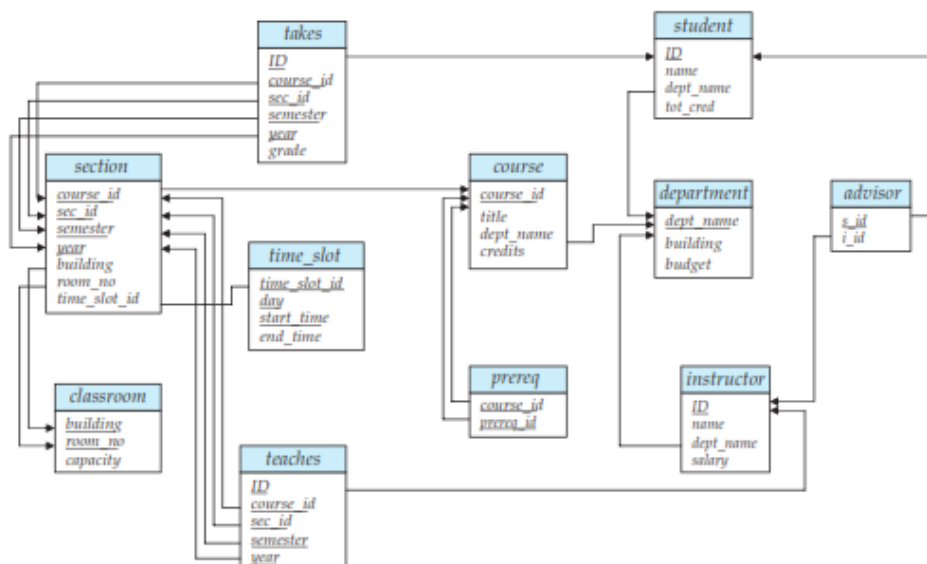 takes
ID
course_id
sec_id
semester
year
grade
student
ID
name
dept_name
tot_cred
section
course_id
sec_id
semester
year
building
room_no
time_slot_id
course
course_id
title
dept_name
credits
department
dept_name
building
budget
advisor
s_id
i_id
time_slot
time_slot_id
day
start_time
end_time
classroom
building
room_no
capacity
prereq
course_id
prereq_id
instructor
ID
name
dept_name
salary
teaches
ID
course_id
sec_id
semester
year